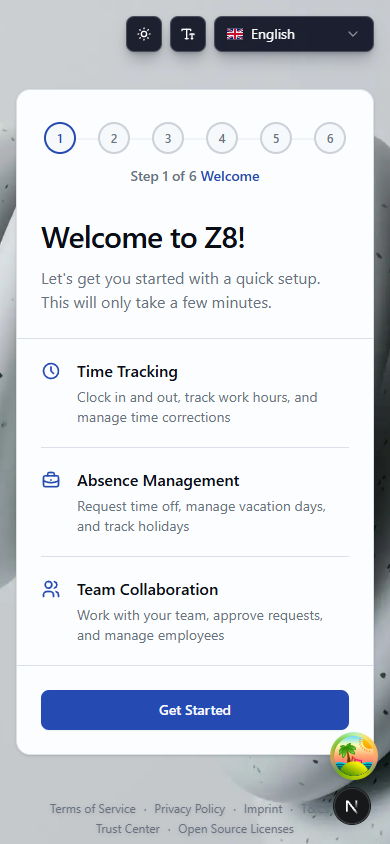 English
1 2 3 4 5 6
Step 1 of 6 Welcome
Welcome to Z8!
Let's get you started with a quick setup.
This will only take a few minutes.
Time Tracking
Clock in and out, track work hours, and
manage time corrections
Absence Management
Request time off, manage vacation days,
and track holidays
Team Collaboration
Work with your team, approve requests,
and manage employees
Get Started
Terms of Service · Privacy Policy · Imprint ·
Trust Center · Open Source Licenses
N